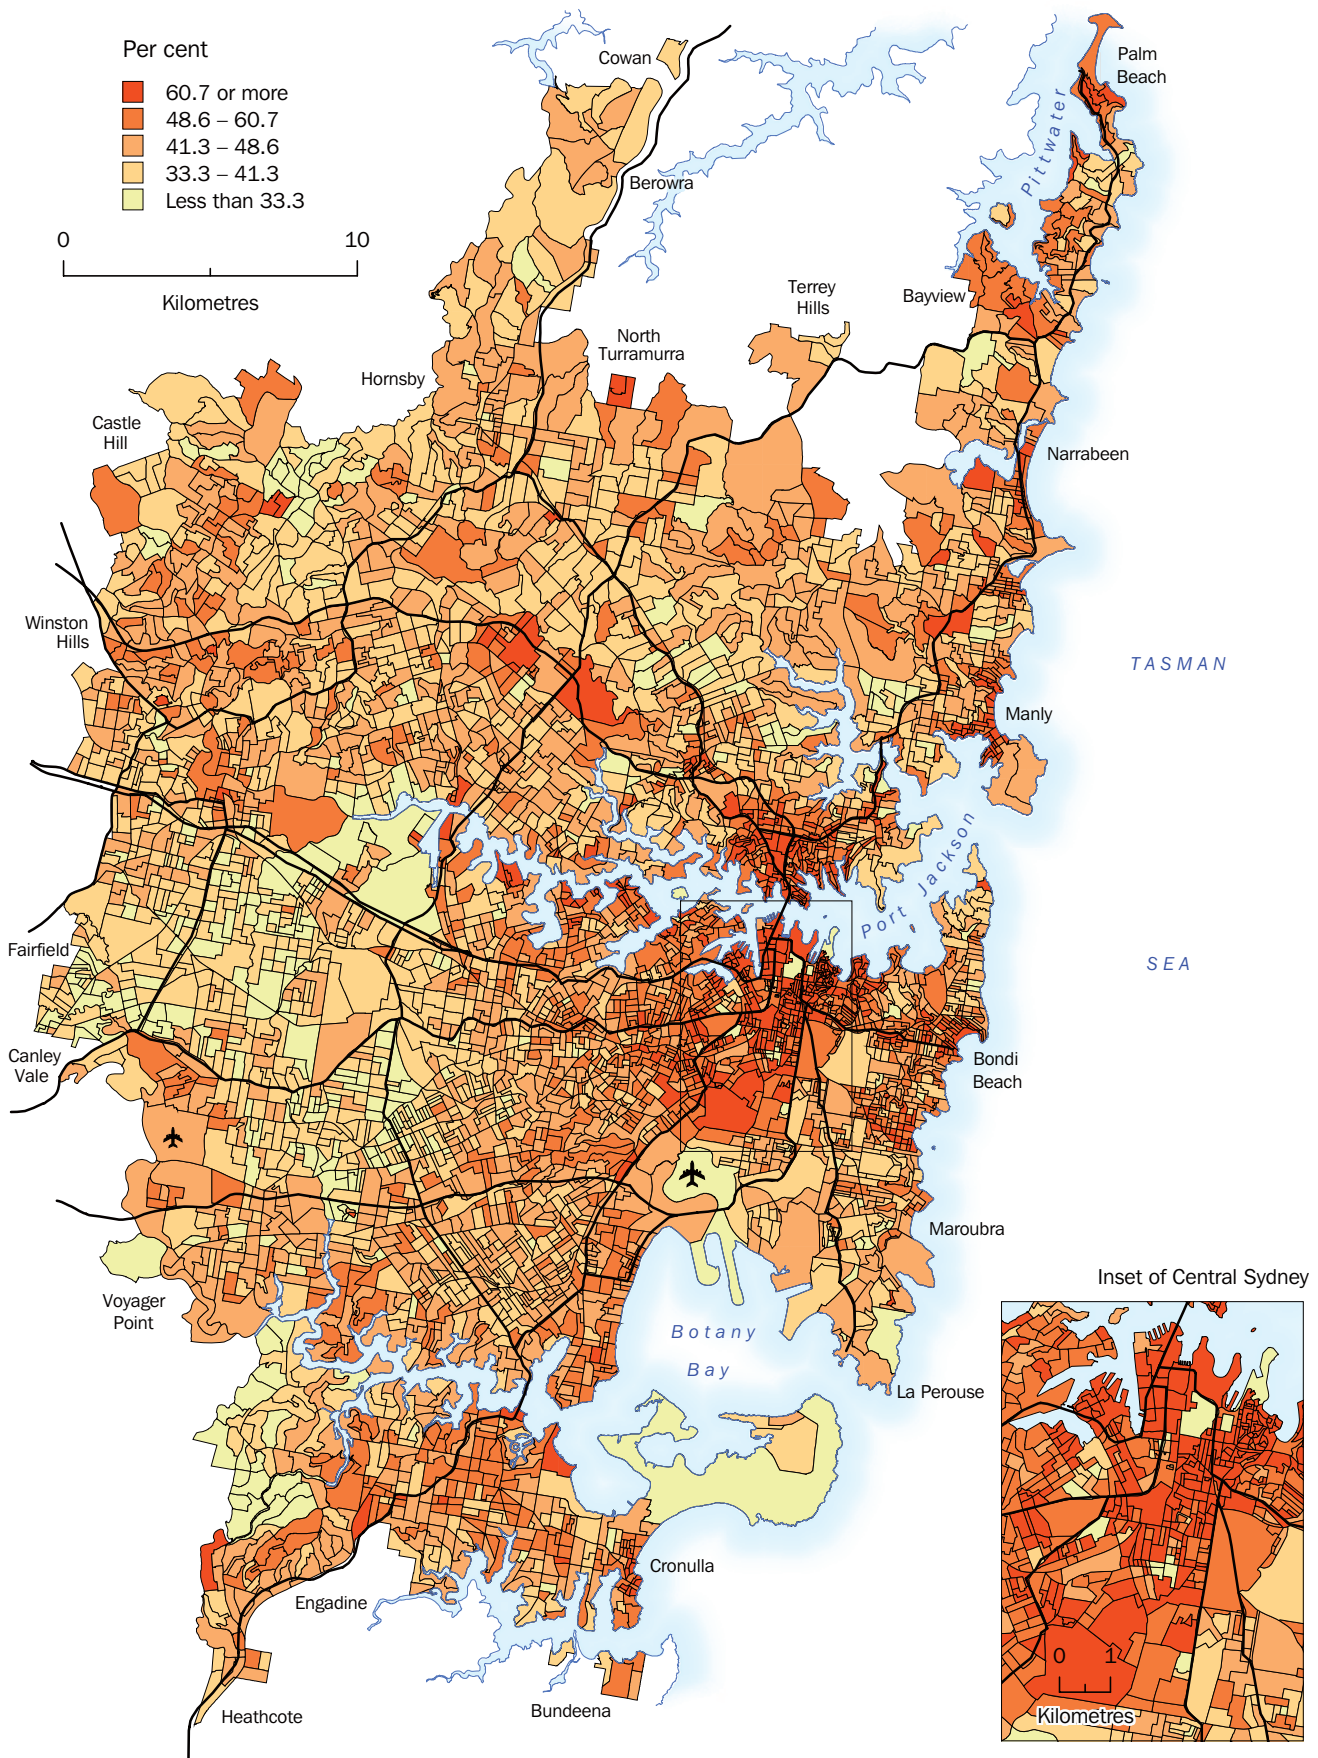 Per cent
60.7 or more
48.6 – 60.7
41.3 – 48.6
33.3 – 41.3
Less than 33.3
0 10
Kilometres
Cowan
Palm
Beach
Pittwater
Berowra
Terrey
Hills
Bayview
North
Turramurra
Hornsby
Castle
Hill
Narrabeen
Winston
Hills
TASMAN
Manly
Port Jackson
Fairfield
SEA
Canley
Vale
Bondi
Beach
Maroubra
Voyager
Point
Inset of Central Sydney
Botany
Bay
La Perouse
Cronulla
Engadine
Heathcote
Bundeena
0 1
Kilometres